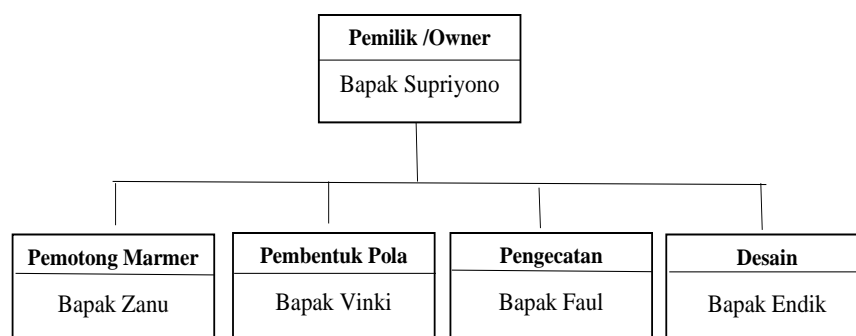 Pemilik /Owner
Bapak Supriyono
Pemotong Marmer
Bapak Zanu
Pembentuk Pola
Bapak Vinki
Pengecatan
Bapak Faul
Desain
Bapak Endik